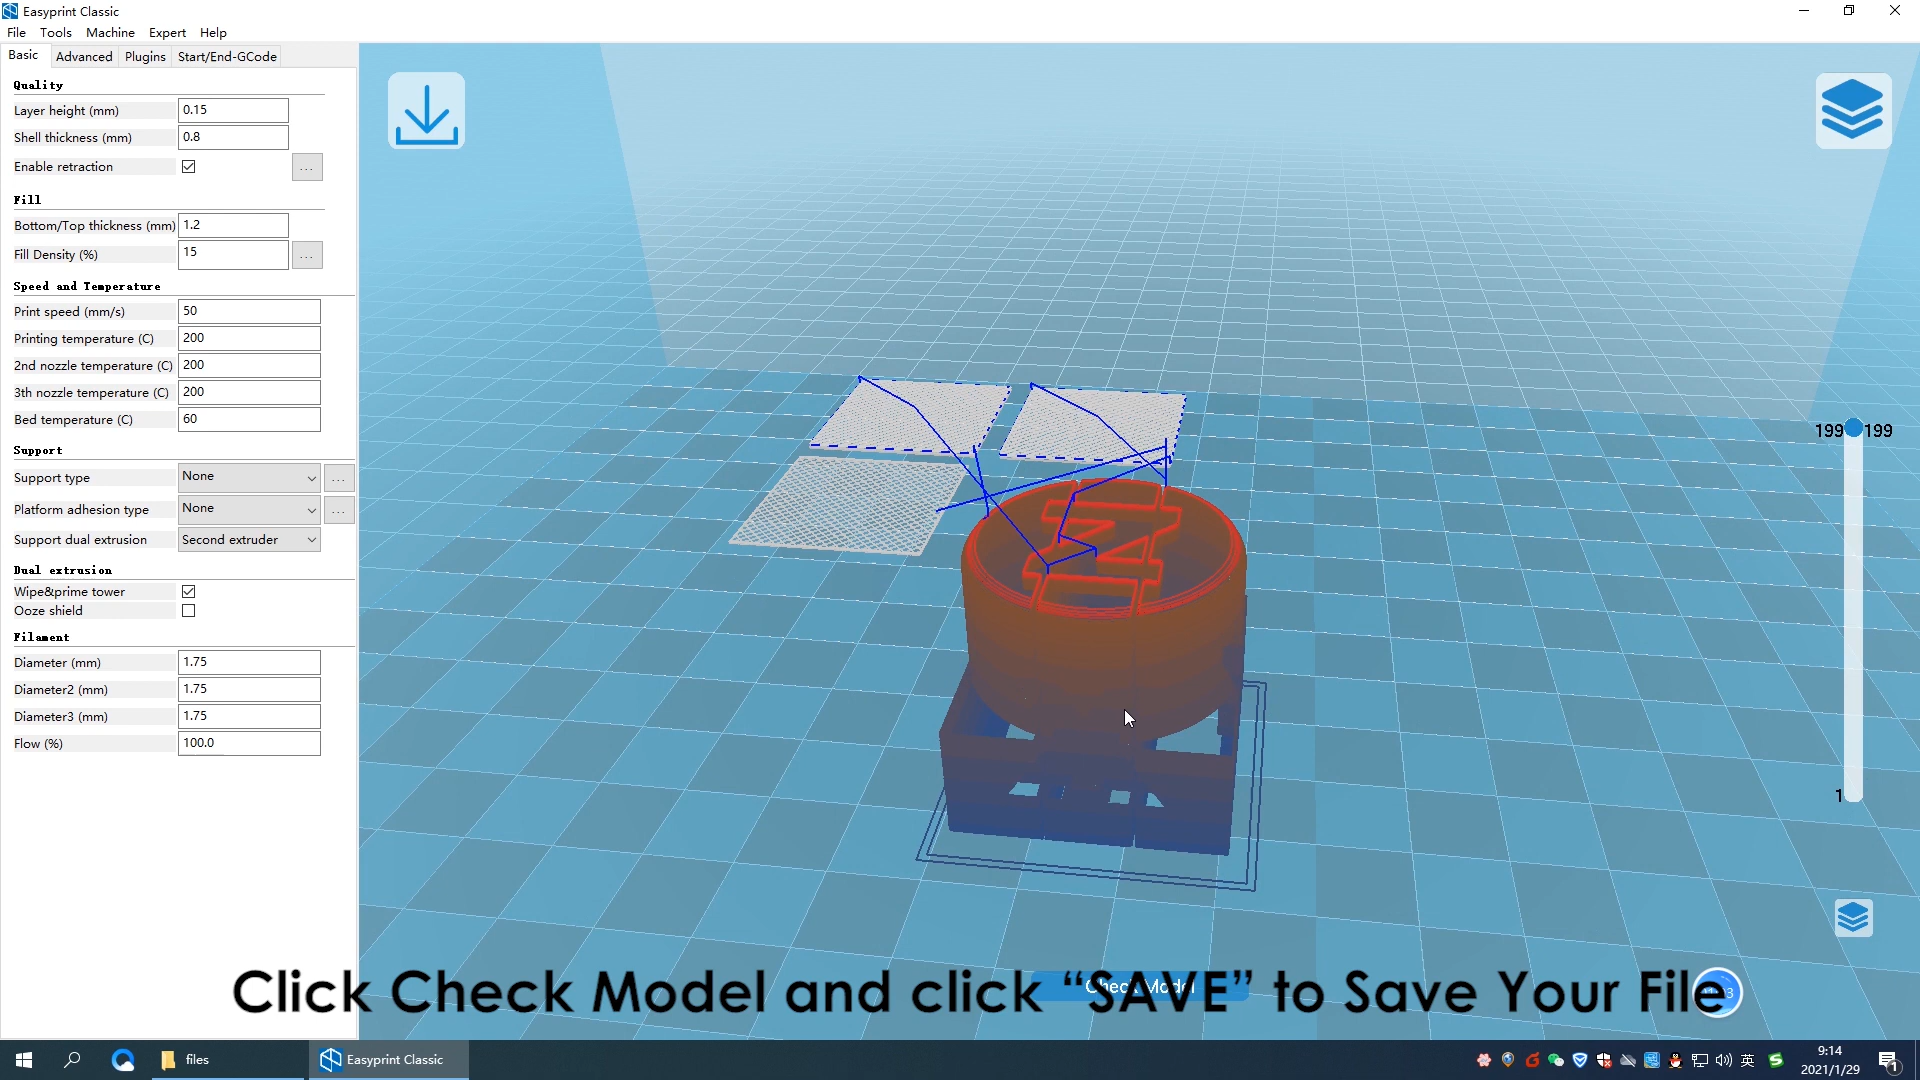 Easyprint Classic
File Tools Machine Expert Help
Basic Advanced Plugins Start/End-GCode
Quality
Layer height (mm) 0.15
Shell thickness (mm) 0.8
Enable retraction ...
Fill
Bottom/Top thickness (mm) 1.2
Fill Density (%) 15 ...
Speed and Temperature
Print speed (mm/s) 50
Printing temperature (C) 200
2nd nozzle temperature (C) 200
3th nozzle temperature (C) 200
Bed temperature (C) 60
Support
Support type None ...
Platform adhesion type None ...
Support dual extrusion Second extruder
Dual extrusion
Wipe&prime tower
Ooze shield
Filament
Diameter (mm) 1.75
Diameter2 (mm) 1.75
Diameter3 (mm) 1.75
Flow (%) 100.0
199 199
1
Check Model
Click Check Model and click “SAVE” to Save Your File
files
Easyprint Classic
英
9:14
2021/1/29
1